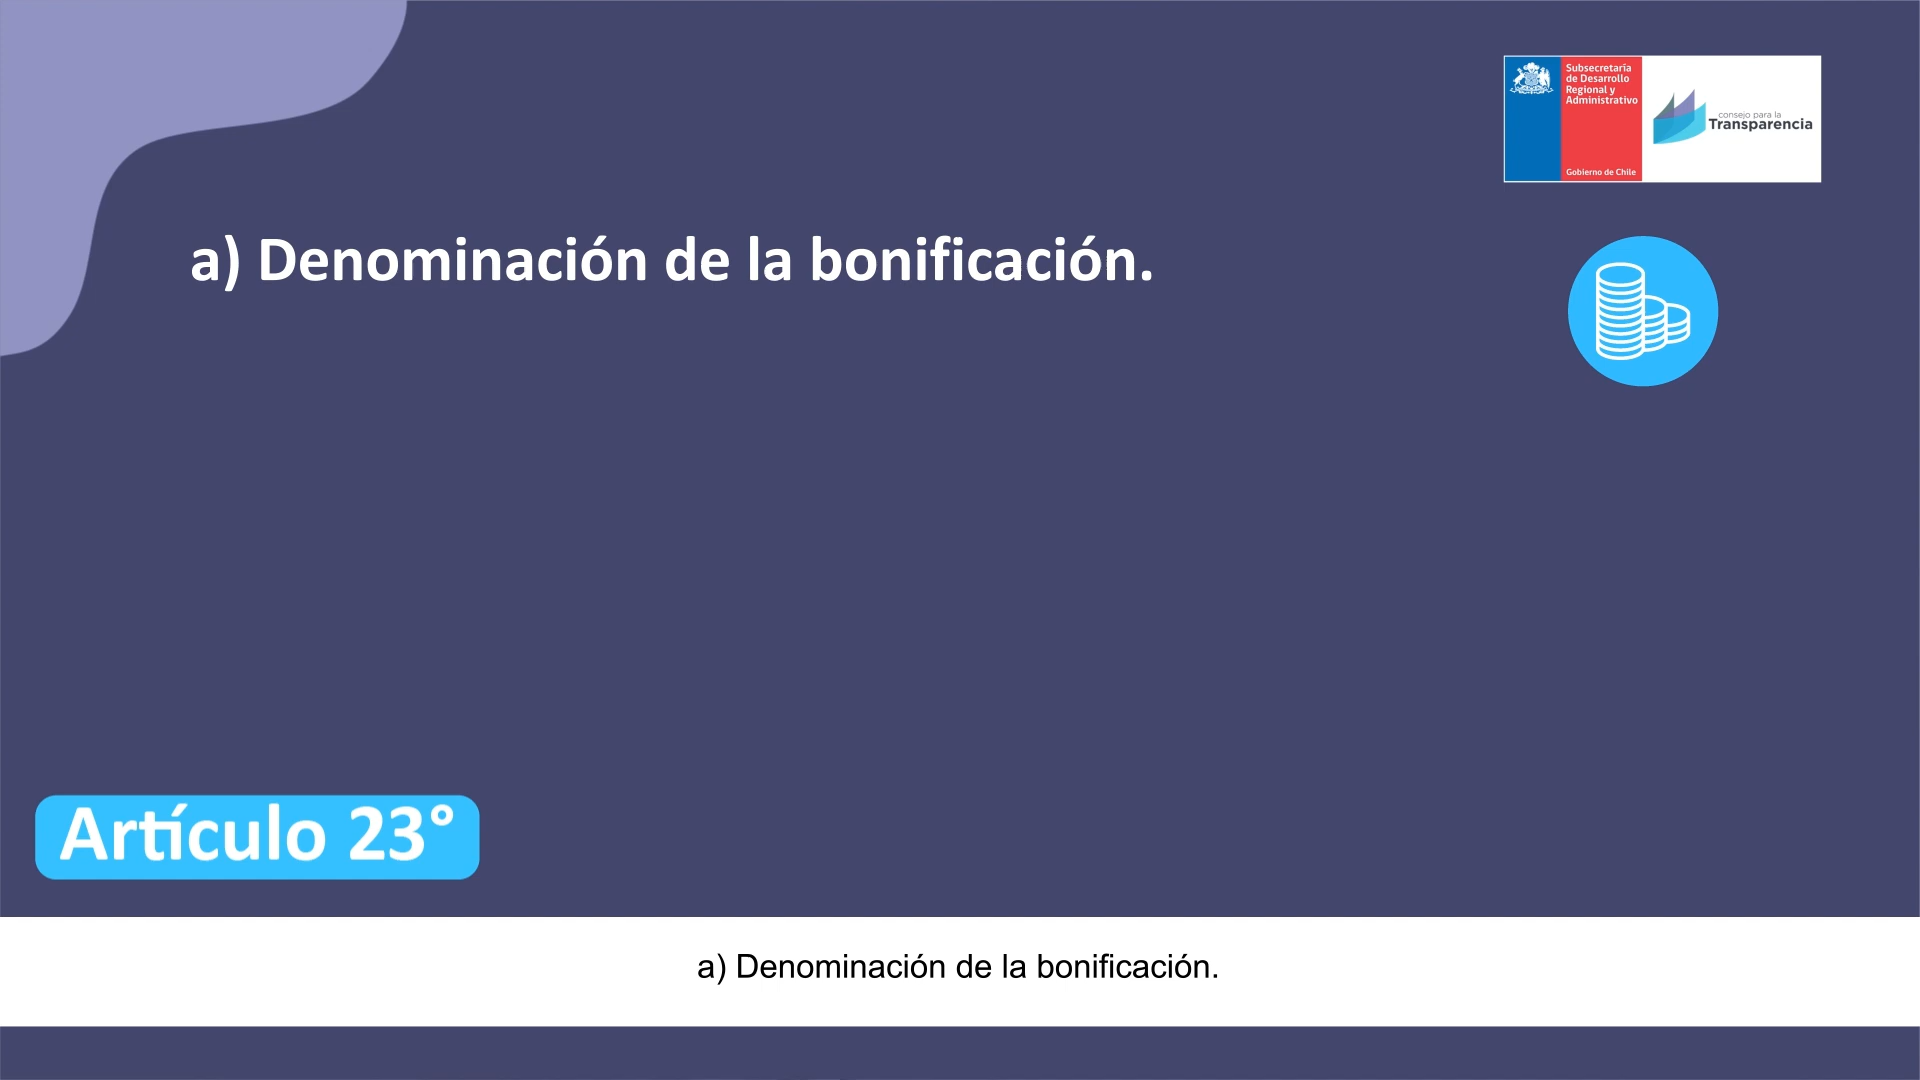 Subsecretaría
de Desarrollo
Regional y
Administrativo
Gobierno de Chile
consejo para la
Transparencia
a) Denominación de la bonificación.
Artículo 23°
a) Denominación de la bonificación.